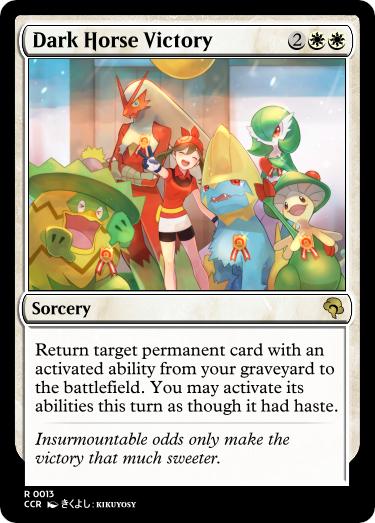 Dark Horse Victory 2
Sorcery
Return target permanent card with an
activated ability from your graveyard to
the battlefield. You may activate its
abilities this turn as though it had haste.
Insurmountable odds only make the
victory that much sweeter.
R 0013
CCR きくよし : KIKUYOSY